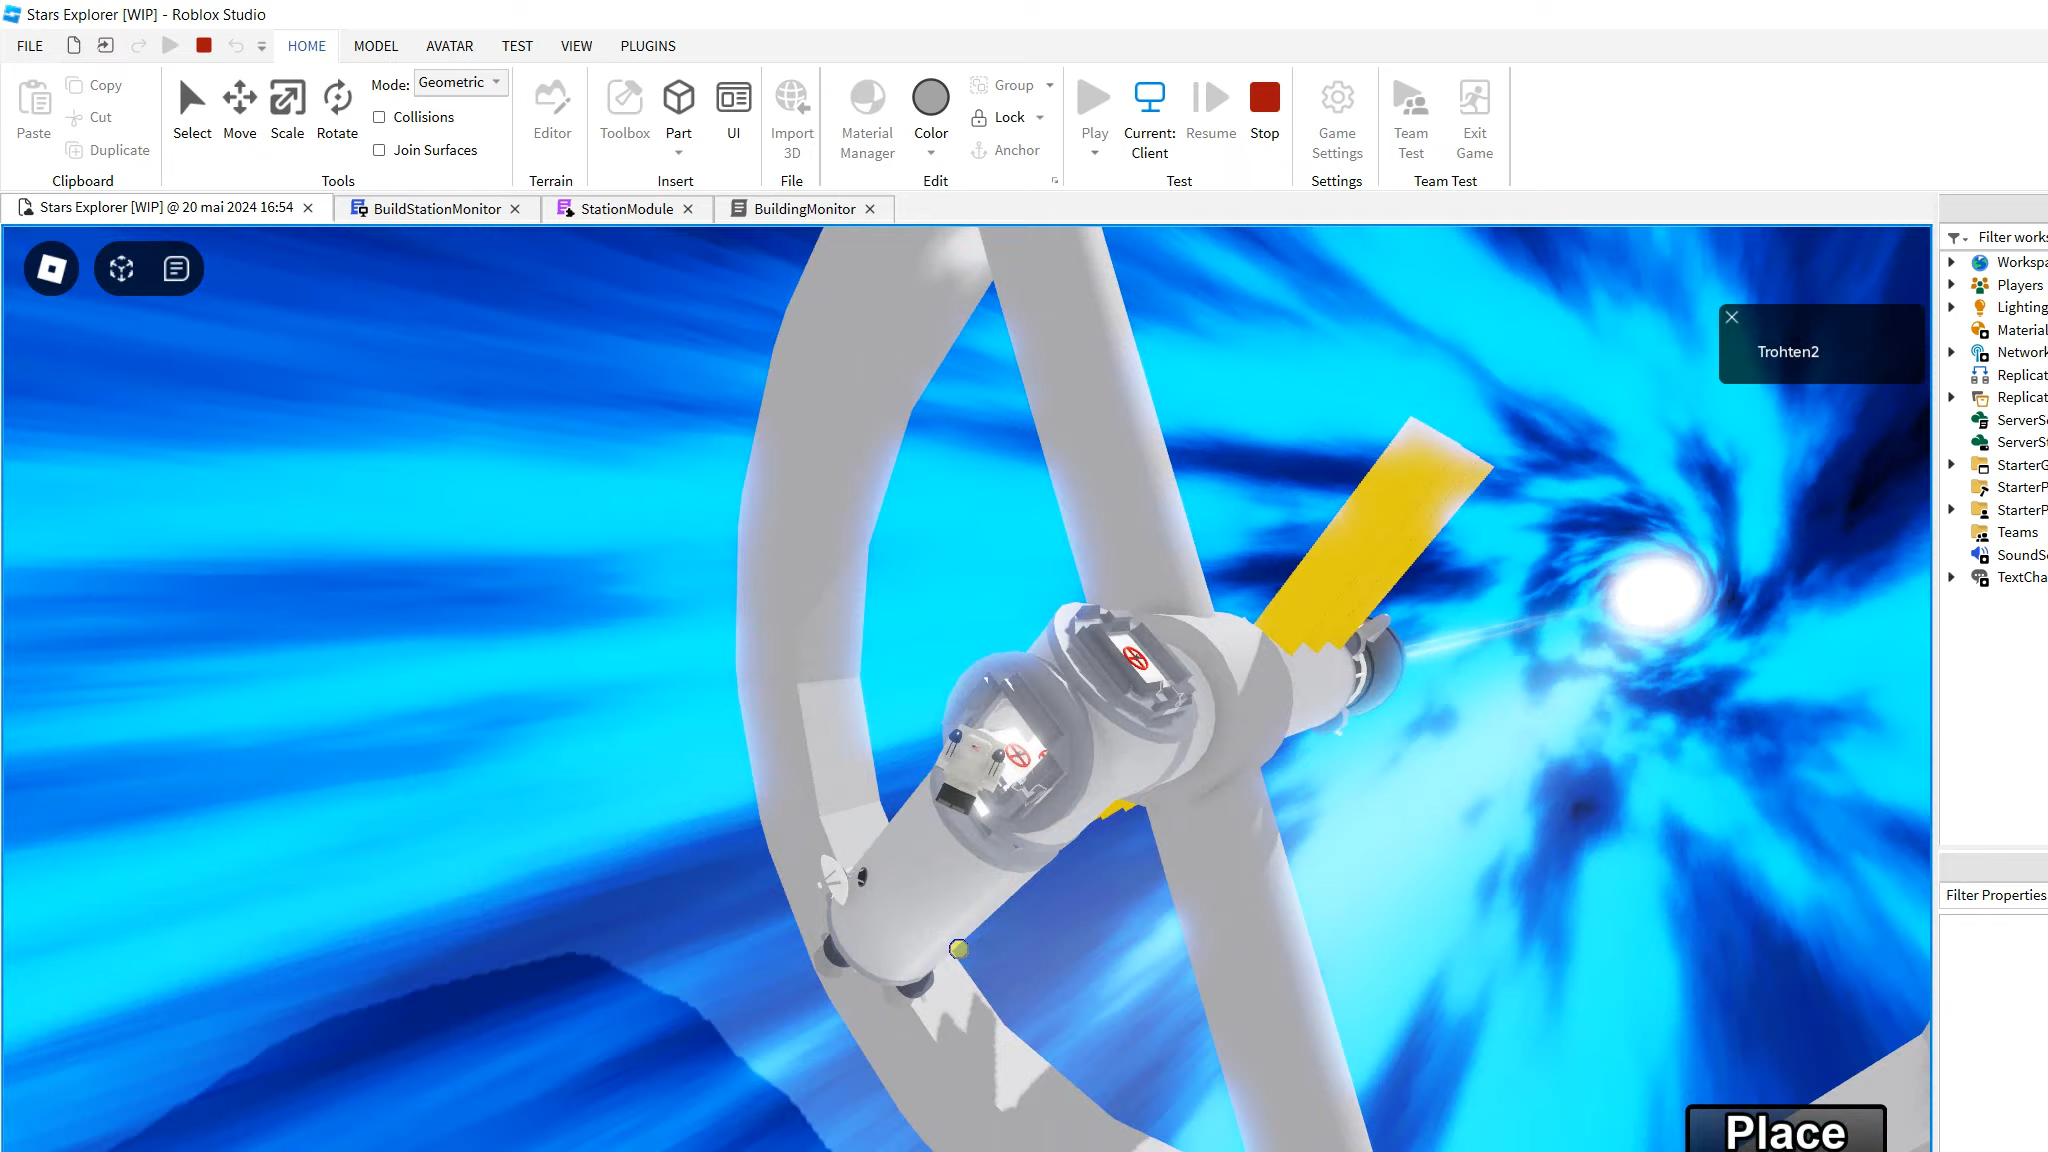 Stars Explorer [WIP] - Roblox Studio
FILE HOME MODEL AVATAR TEST VIEW PLUGINS
Paste
Copy
Cut
Duplicate
Clipboard
Select Move Scale Rotate
Mode: Geometric
Collisions
Join Surfaces
Tools
Editor
Terrain
Toolbox Part UI
Insert
Import
3D
File
Material
Manager
Color
Group
Lock
Anchor
Edit
Play
Current:
Client
Resume
Stop
Test
Game
Settings
Settings
Team
Test
Exit
Game
Team Test
Stars Explorer [WIP] @ 20 mai 2024 16:54
BuildStationMonitor
StationModule
BuildingMonitor
Trohten2
Place
Filter works
Workspa
Players
Lighting
Material
Network
Replicat
Replicat
ServerSc
ServerSt
StarterG
StarterP
StarterP
Teams
SoundSe
TextCha
Filter Properties